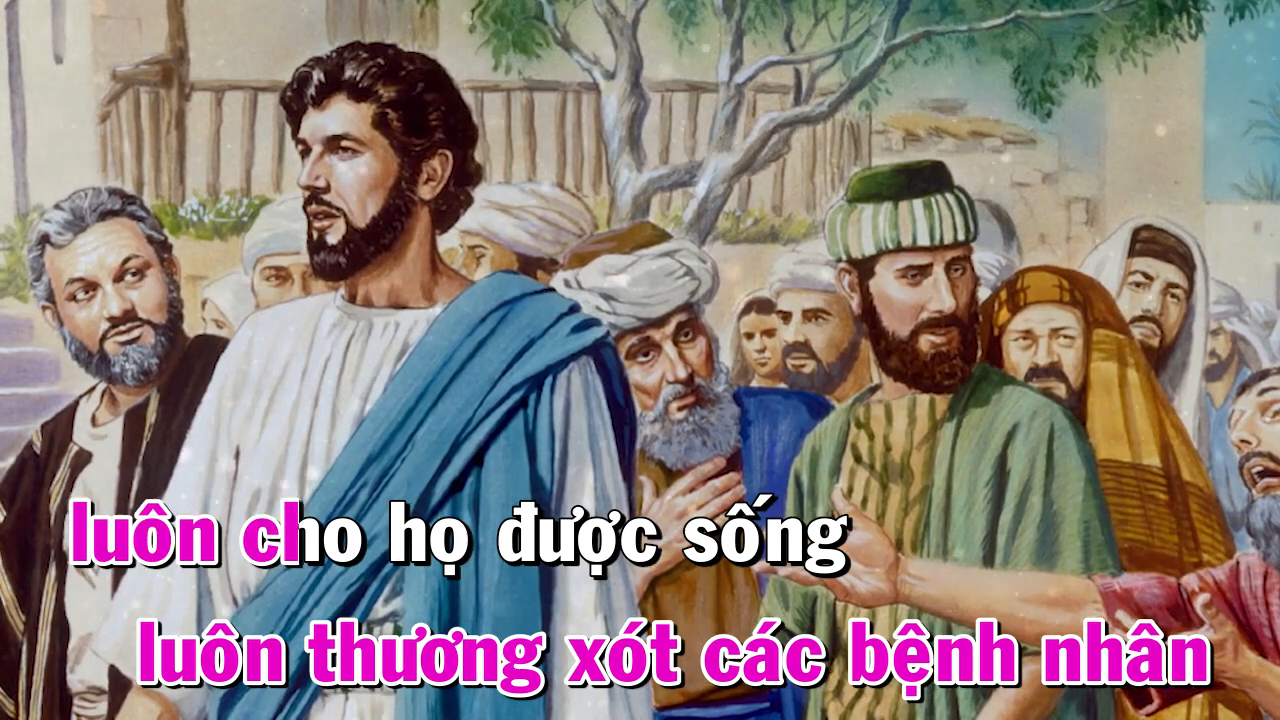 luôn cho họ được sống
luôn thương xót các bệnh nhân